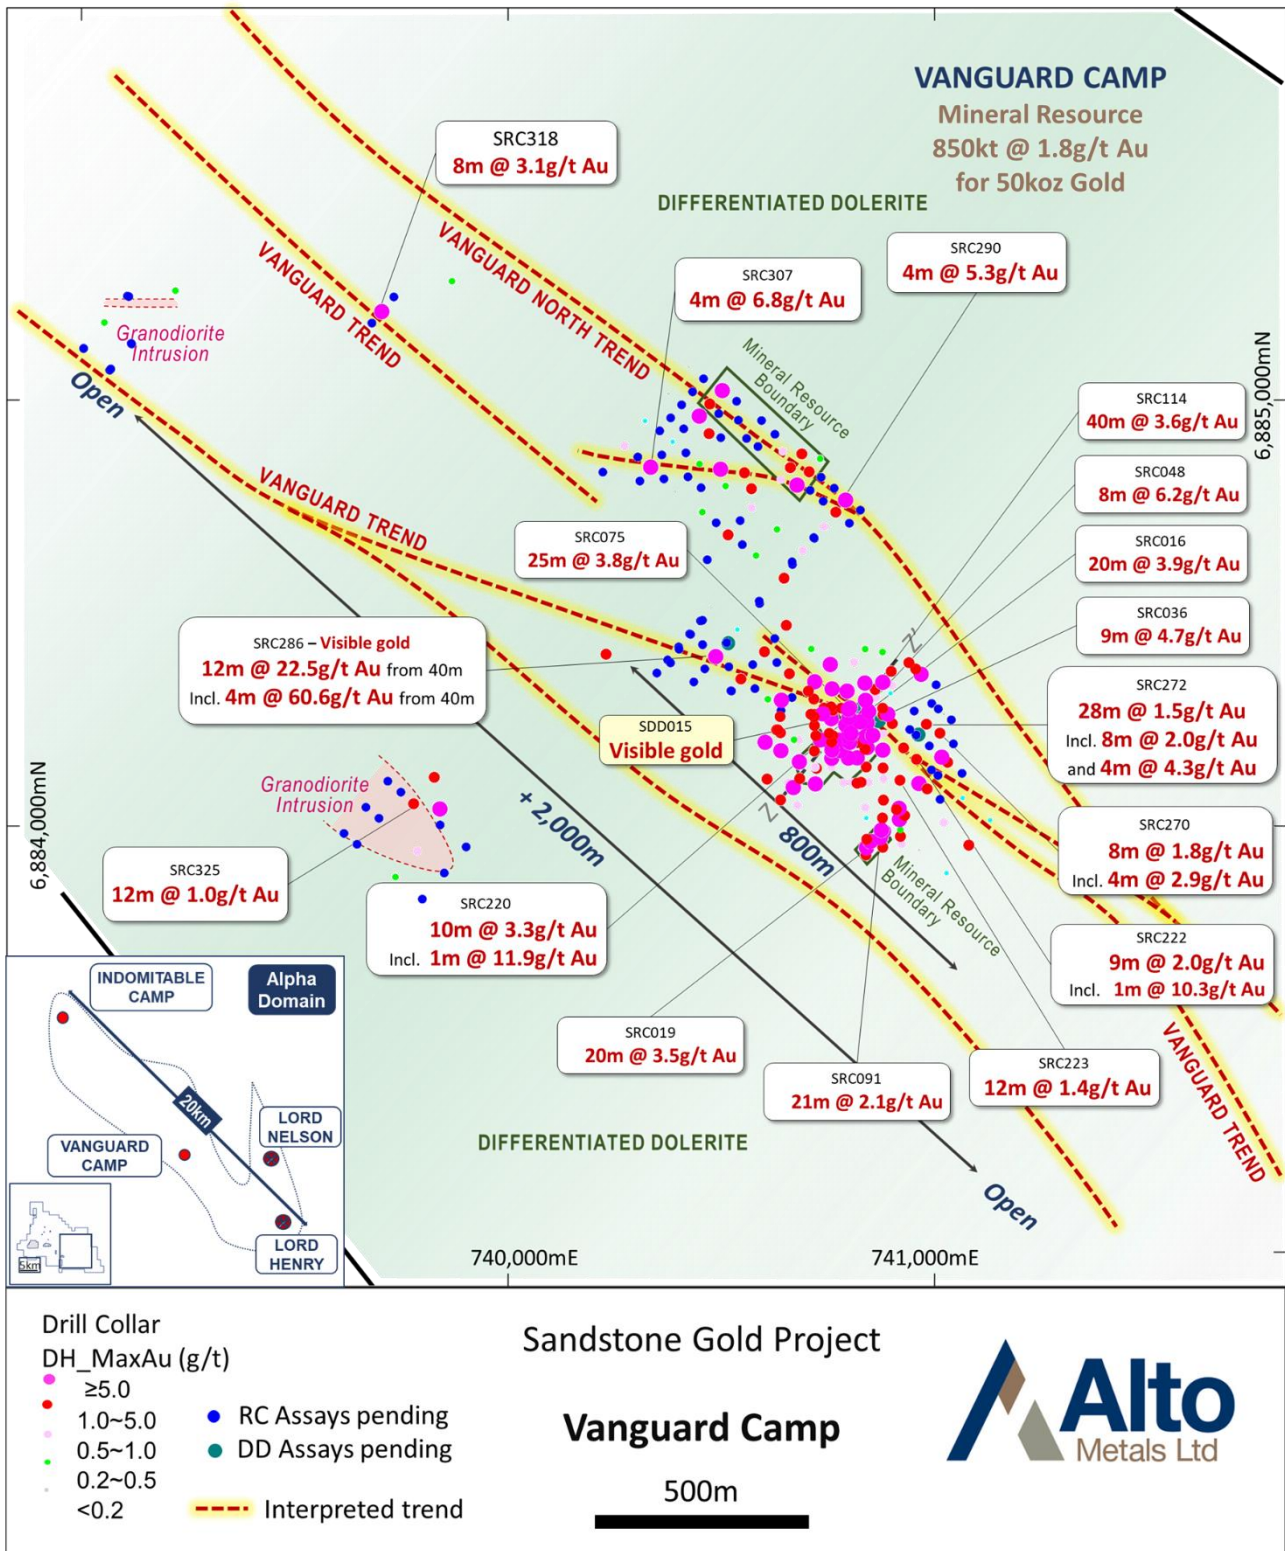 VANGUARD CAMP
Mineral Resource
850kt @ 1.8g/t Au
for 50koz Gold
SRC318
8m @ 3.1g/t Au
DIFFERENTIATED DOLERITE
SRC290
4m @ 5.3g/t Au
SRC307
4m @ 6.8g/t Au
VANGUARD NORTH TREND
VANGUARD TREND
Granodiorite
Intrusion
Open
Mineral Resource
Boundary
6,885,000mN
SRC114
40m @ 3.6g/t Au
SRC048
8m @ 6.2g/t Au
VANGUARD TREND
SRC075
25m @ 3.8g/t Au
SRC016
20m @ 3.9g/t Au
SRC036
9m @ 4.7g/t Au
SRC286 – Visible gold
12m @ 22.5g/t Au from 40m
Incl. 4m @ 60.6g/t Au from 40m
Z'
SRC272
28m @ 1.5g/t Au
Incl. 8m @ 2.0g/t Au
and 4m @ 4.3g/t Au
SDD015
Visible gold
Granodiorite
Intrusion
6,884,000mN
+ 2,000m
Z
800m
SRC270
8m @ 1.8g/t Au
Incl. 4m @ 2.9g/t Au
SRC325
12m @ 1.0g/t Au
Mineral Resource
Boundary
SRC220
10m @ 3.3g/t Au
Incl. 1m @ 11.9g/t Au
SRC222
9m @ 2.0g/t Au
Incl. 1m @ 10.3g/t Au
SRC019
20m @ 3.5g/t Au
SRC091
21m @ 2.1g/t Au
SRC223
12m @ 1.4g/t Au
VANGUARD TREND
DIFFERENTIATED DOLERITE
Open
740,000mE
741,000mE
INDOMITABLE
CAMP
Alpha
Domain
20km
LORD
NELSON
VANGUARD
CAMP
LORD
HENRY
5km
Drill Collar
DH_MaxAu (g/t)
≥5.0
1.0~5.0
0.5~1.0
0.2~0.5
<0.2
RC Assays pending
DD Assays pending
Interpreted trend
Sandstone Gold Project
Vanguard Camp
500m
Alto
Metals Ltd